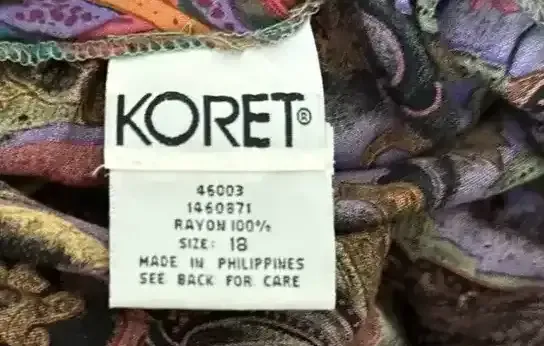 KORET®
46003
1460871
RAYON 100%
SIZE: 18
MADE IN PHILIPPINES
SEE BACK FOR CARE